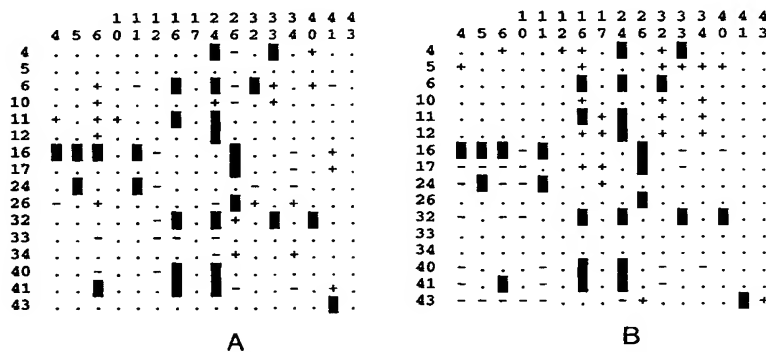 1 1 1 1 1 2 2 3 3 3 4 4 4
4 5 6 0 1 2 6 7 4 6 2 3 4 0 1 3
4 . . . . . . . . - . . + . .
5 . . . . . . . . . . . . . . . .
6 . . + . - . . - + . + - .
10 . . + . . . . . + - . + . . . .
11 + . + + . . . . . . . . . .
12 . . + . . . . . . . . . . . .
16 . - . . . . . - . + .
17 . . . . . . . . . . . - . + .
24 . . . - . . . . - . - . . .
26 - . + . . . . . - + . - . . .
32 . . . . . - . + . . . .
33 . . - . . - . . - . . . . . . .
34 . . . . . . . . - + . . + . . .
40 . . - . . - . . . . . . . .
41 . . . . . . - . . - . + .
43 . . . . . . . . . . . . . . .
A
1 1 1 1 1 2 2 3 3 3 4 4 4
4 5 6 0 1 2 6 7 4 6 2 3 4 0 1 3
4 . . + . . + + . . + . . . .
5 + . . . . . + . . . + + + + . .
6 . . . . . . . . . . . . .
10 . . . . . . + . . . + . + . . .
11 . . . . . . + . + . + . . .
12 . . . . . . + + . + . + . . .
16 - . . . . . - . - . .
17 - - - - - . + + . . - . . . .
24 - - - . . + . . . . . . . .
26 . . . . . . . . . . . . . . .
32 - . - - . . . . . . . .
33 . . . . . . . . . . . . . . . .
34 . . . . . . . . . . . . . . . .
40 - . - . - . . . - . - . . .
41 - . . - . . . . . . . . .
43 - - - - - . . . - + . . . . +
B